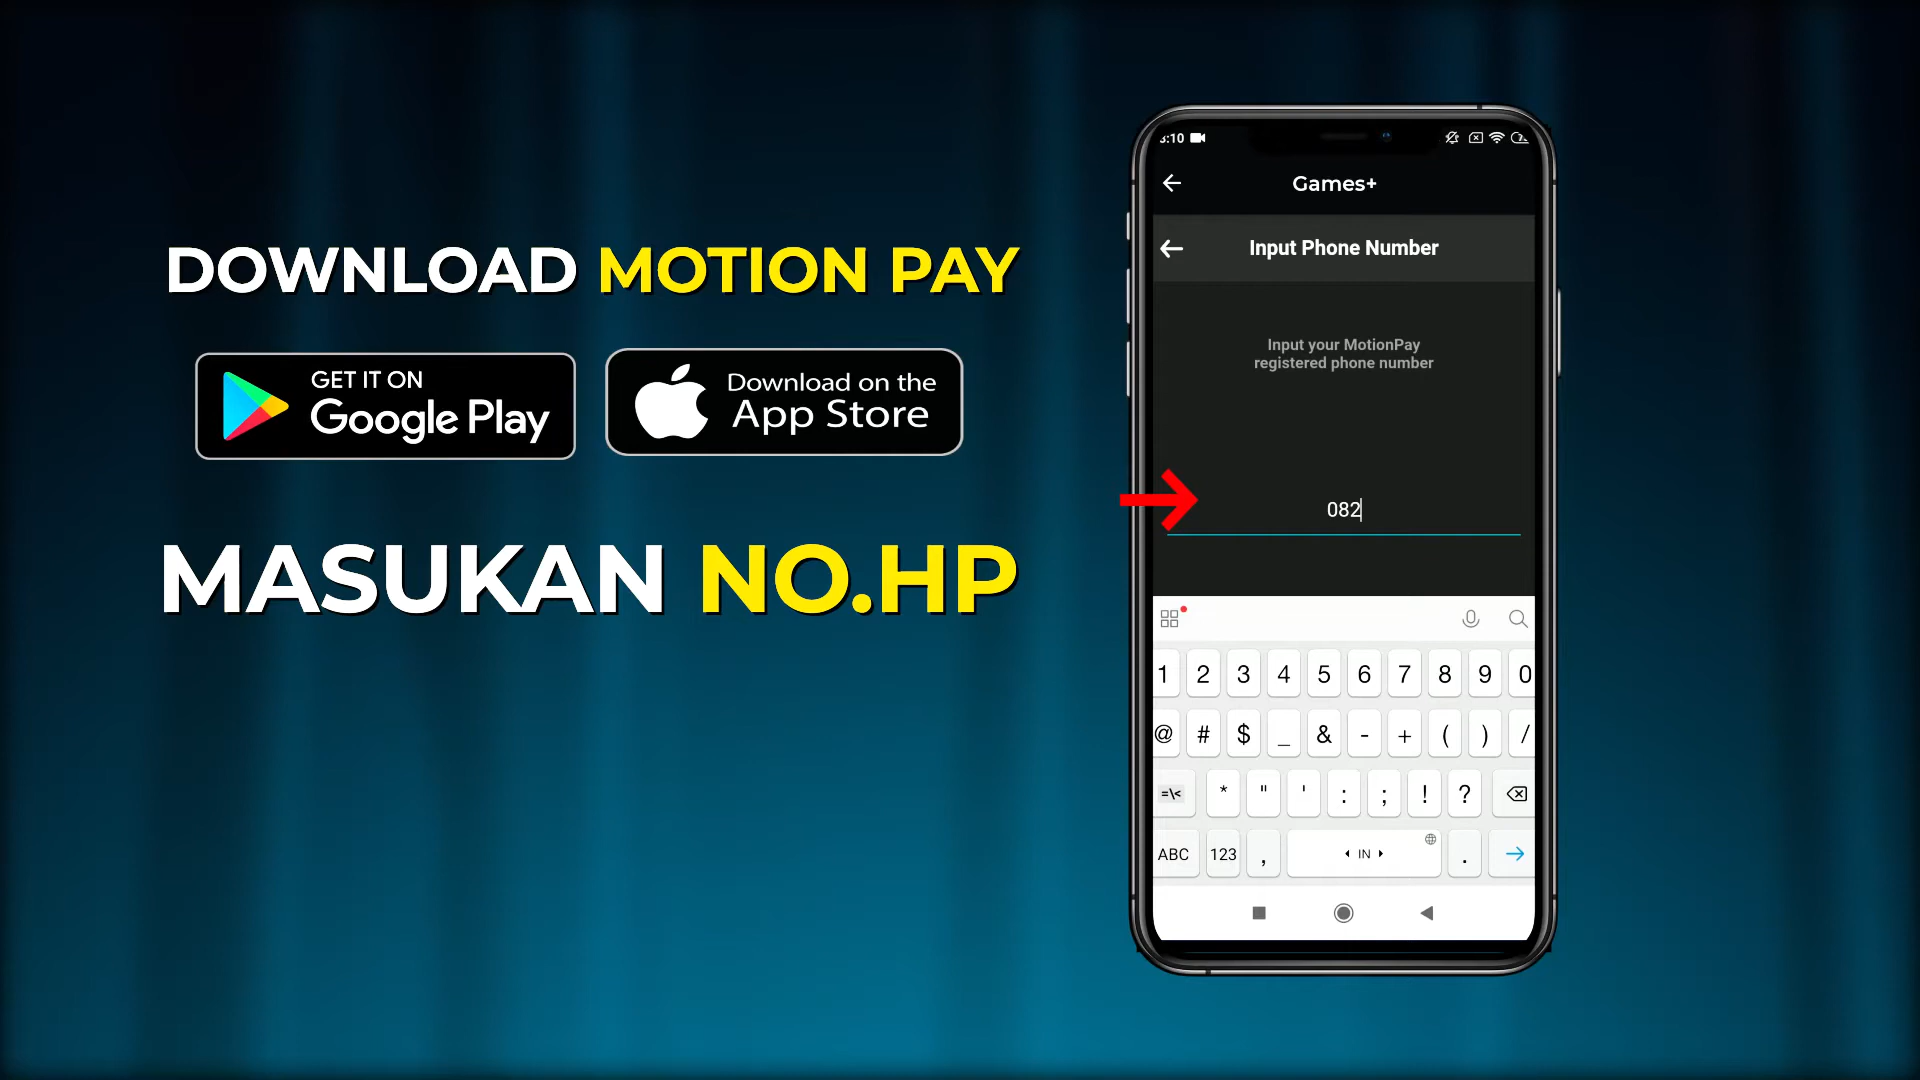 DOWNLOAD MOTION PAY
GET IT ON
Google Play
Download on the
App Store
MASUKAN NO.HP
:10
Games+
Input Phone Number
Input your MotionPay
registered phone number
082
1 2 3 4 5 6 7 8 9 0
@ # $ _ & - + ( ) /
=\< * " ' : ; ! ?
ABC 123 , IN .